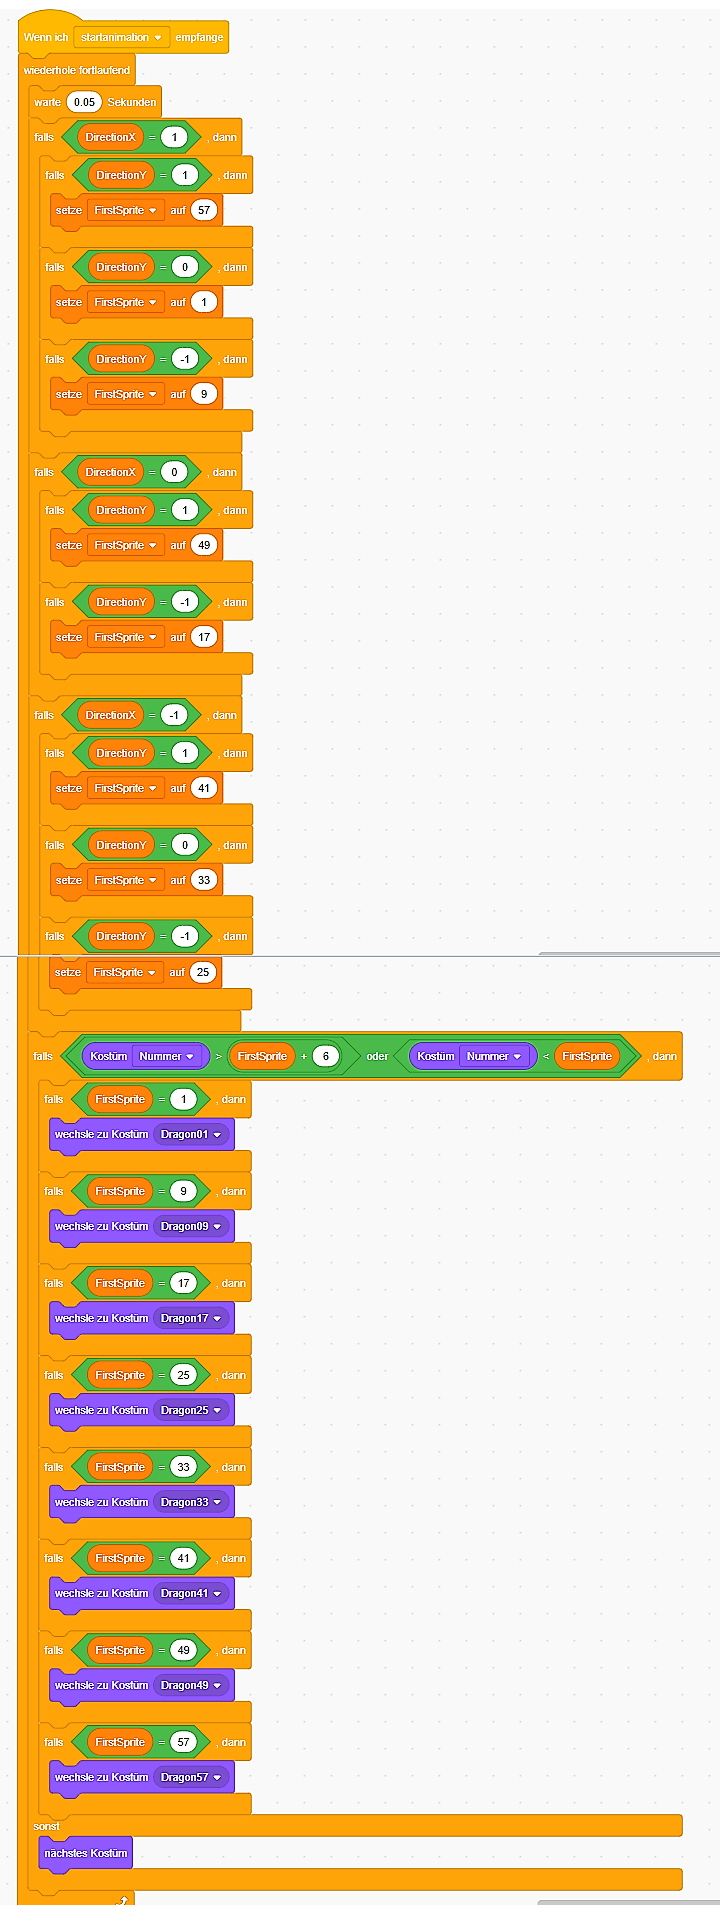 Wenn ich startanimation empfange
wiederhole fortlaufend
warte 0.05 Sekunden
falls DirectionX = 1 , dann
falls DirectionY = 1 , dann
setze FirstSprite auf 57
falls DirectionY = 0 , dann
setze FirstSprite auf 1
falls DirectionY = -1 , dann
setze FirstSprite auf 9
falls DirectionX = 0 , dann
falls DirectionY = 1 , dann
setze FirstSprite auf 49
falls DirectionY = -1 , dann
setze FirstSprite auf 17
falls DirectionX = -1 , dann
falls DirectionY = 1 , dann
setze FirstSprite auf 41
falls DirectionY = 0 , dann
setze FirstSprite auf 33
falls DirectionY = -1 , dann
setze FirstSprite auf 25
falls Kostüm Nummer > FirstSprite + 6 oder Kostüm Nummer < FirstSprite , dann
falls FirstSprite = 1 , dann
wechsle zu Kostüm Dragon01
falls FirstSprite = 9 , dann
wechsle zu Kostüm Dragon09
falls FirstSprite = 17 , dann
wechsle zu Kostüm Dragon17
falls FirstSprite = 25 , dann
wechsle zu Kostüm Dragon25
falls FirstSprite = 33 , dann
wechsle zu Kostüm Dragon33
falls FirstSprite = 41 , dann
wechsle zu Kostüm Dragon41
falls FirstSprite = 49 , dann
wechsle zu Kostüm Dragon49
falls FirstSprite = 57 , dann
wechsle zu Kostüm Dragon57
sonst
nächstes Kostüm